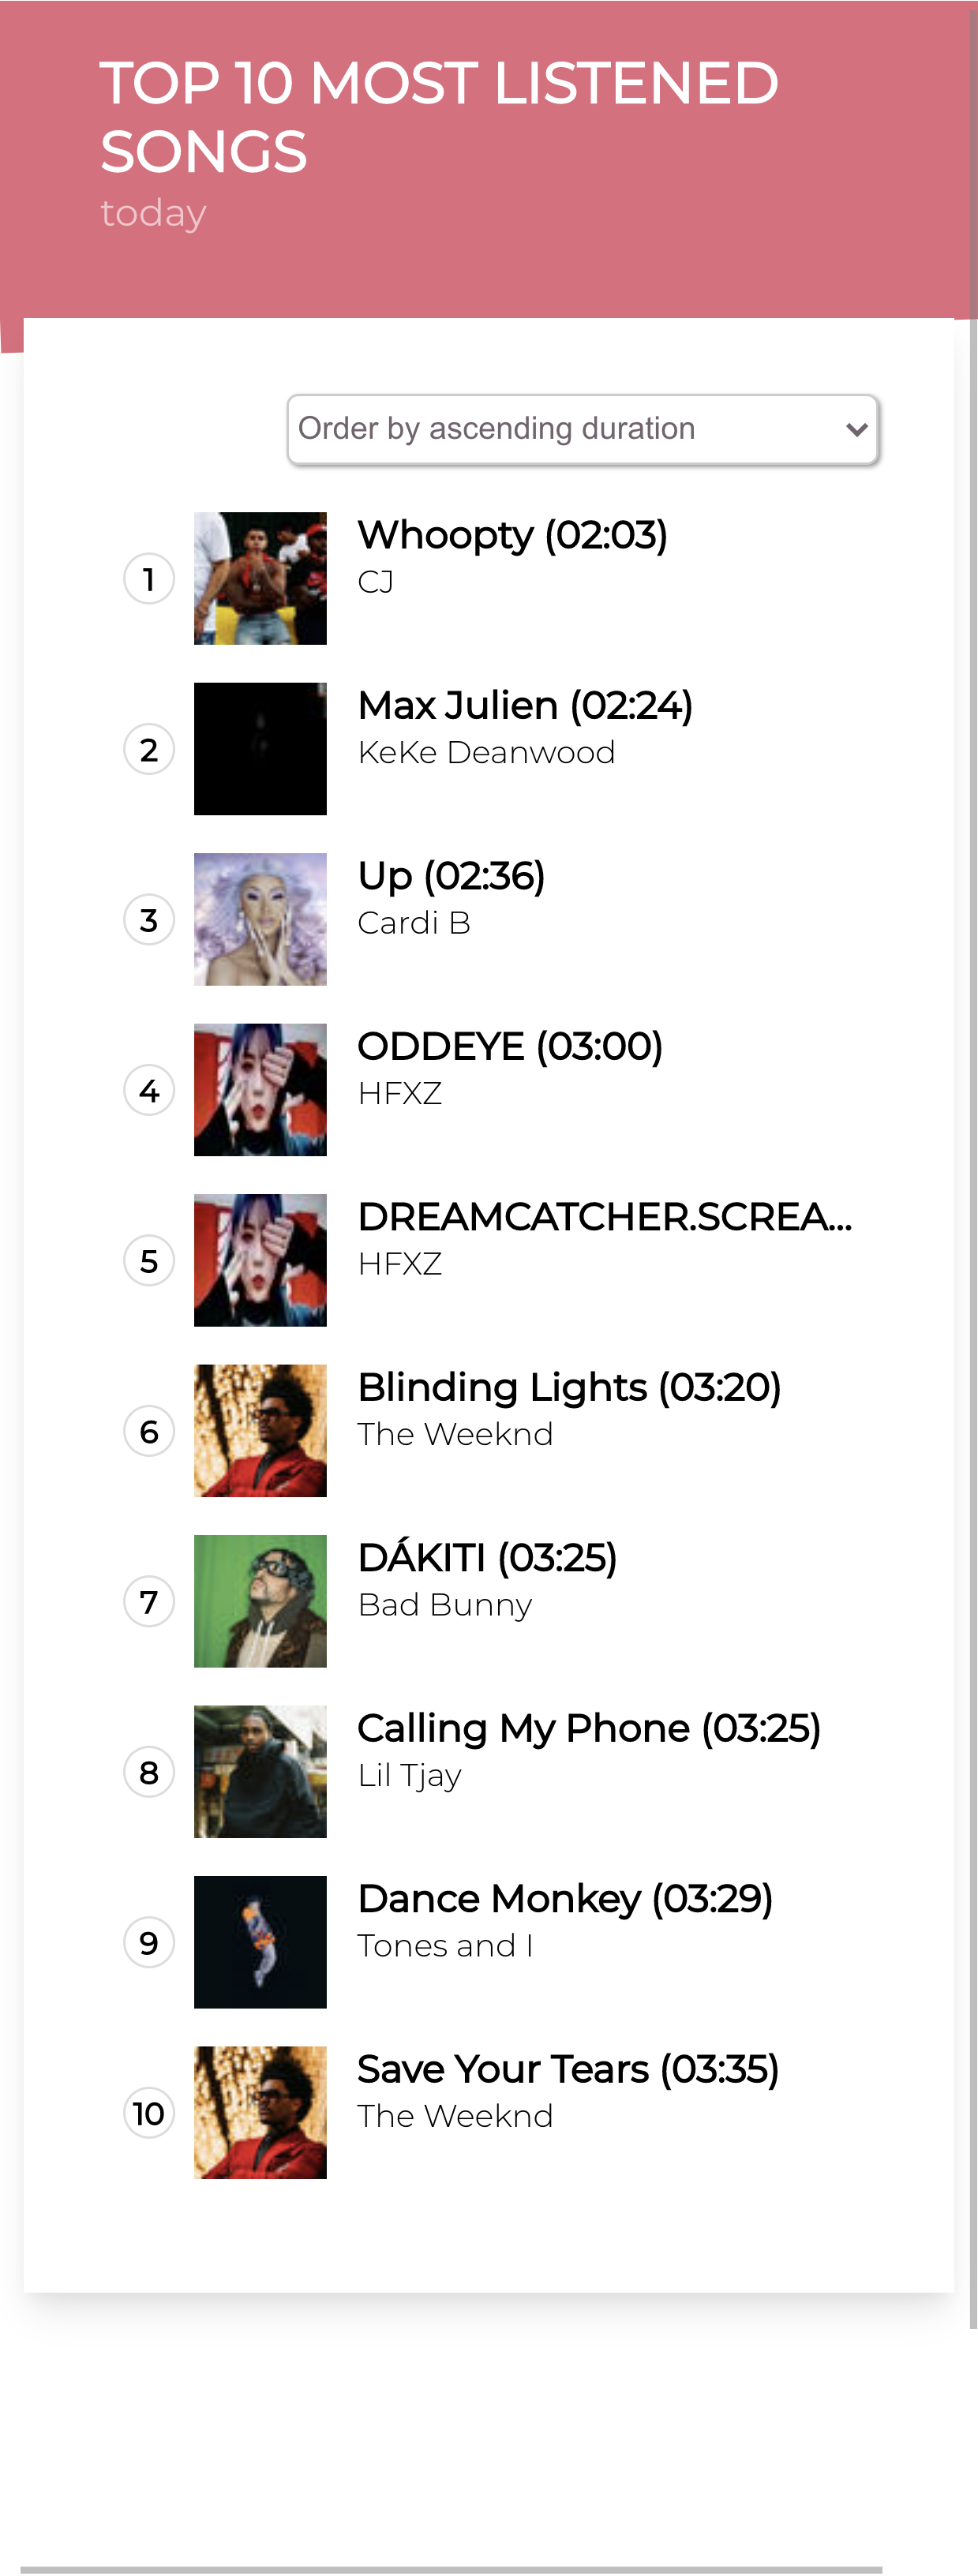 TOP 10 MOST LISTENED
SONGS
today
Order by ascending duration
1
Whoopty (02:03)
CJ
2
Max Julien (02:24)
KeKe Deanwood
3
Up (02:36)
Cardi B
4
ODDEYE (03:00)
HFXZ
5
DREAMCATCHER.SCREA...
HFXZ
6
Blinding Lights (03:20)
The Weeknd
7
DÁKITI (03:25)
Bad Bunny
8
Calling My Phone (03:25)
Lil Tjay
9
Dance Monkey (03:29)
Tones and I
10
Save Your Tears (03:35)
The Weeknd